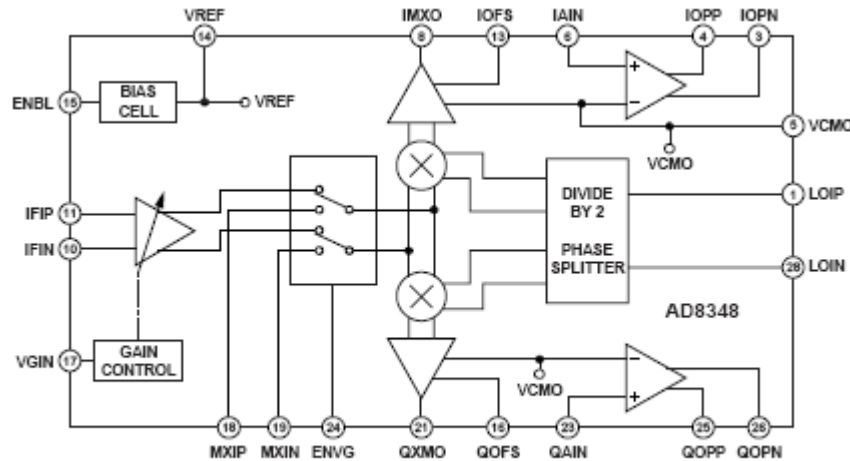 VREF IMXO IOFS IAIN IOPP IOPN
14 8 13 6 4 3
ENBL 15 BIAS CELL VREF
5 VCMO
VCMO
IFIP 11
IFIN 10
DIVIDE
BY 2
PHASE
SPLITTER
1 LOIP
28 LOIN
AD8348
VGIN 17 GAIN
CONTROL
VCMO
18 19 24 21 16 23 25 26
MXIP MXIN ENVG QXMO QOFS QAIN QOPP QOPN